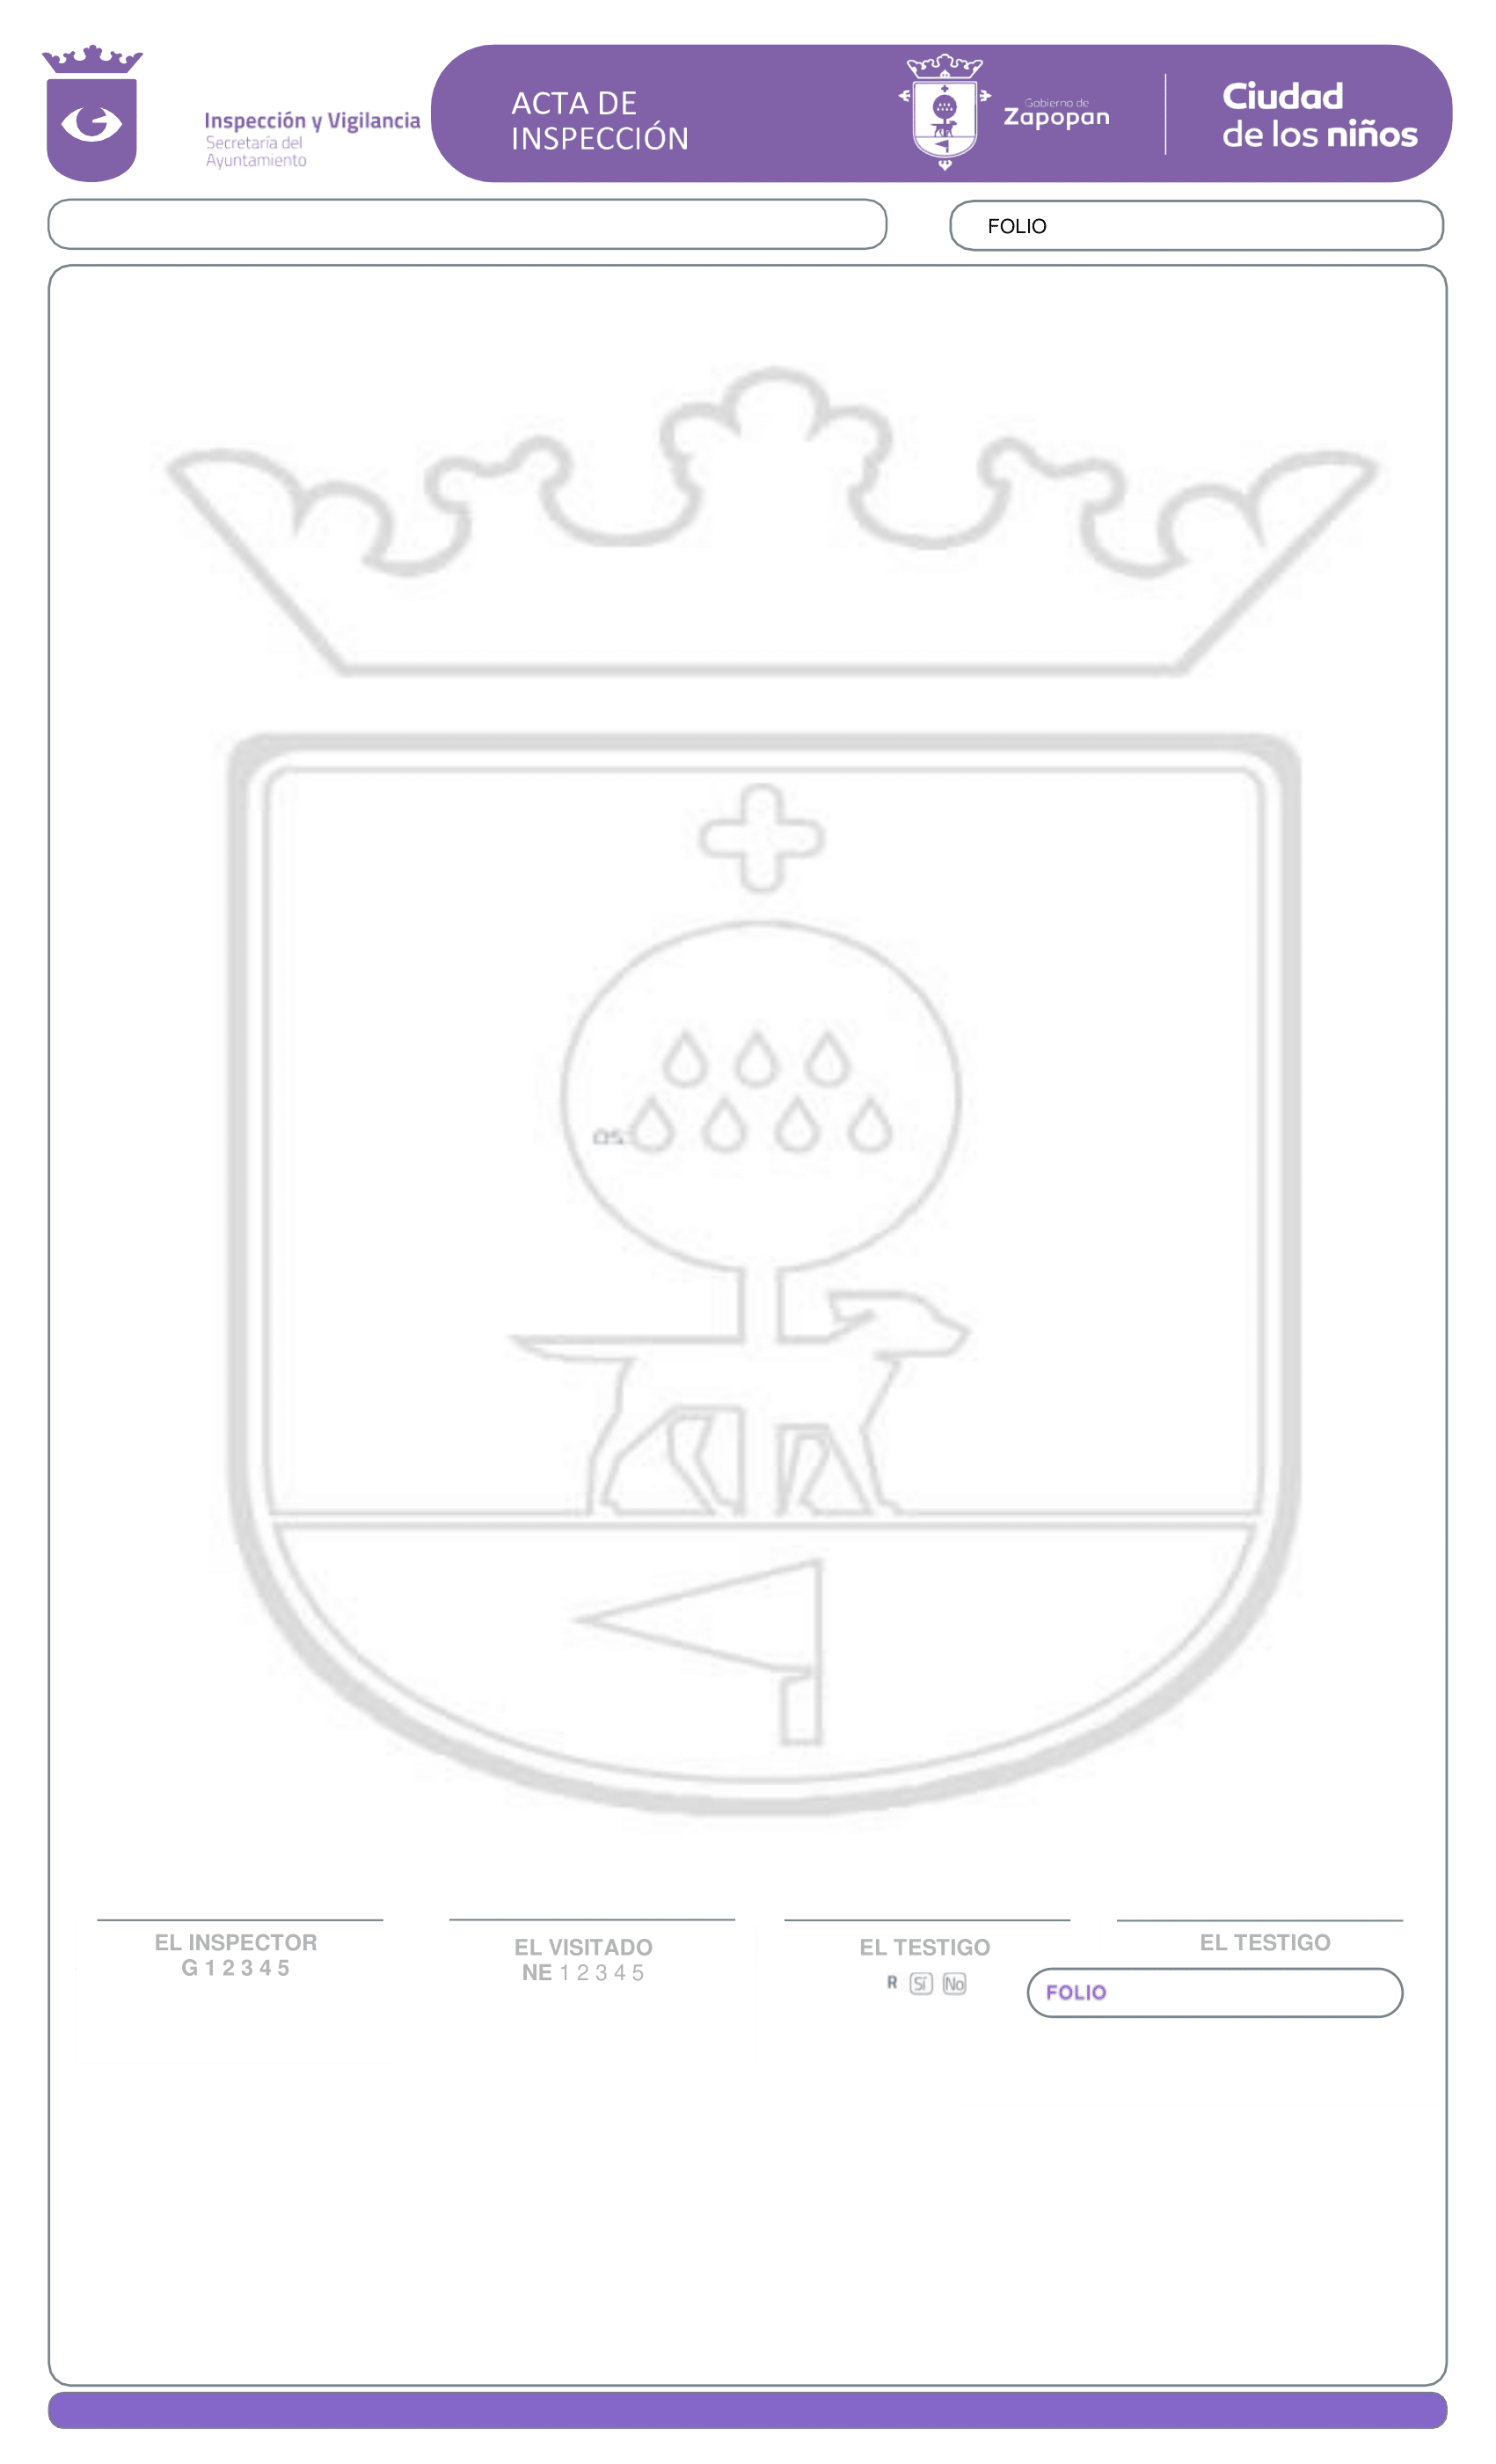 Inspección y Vigilancia
Secretaría del
Ayuntamiento
ACTA DE
INSPECCIÓN
Gobierno de
Zapopan
Ciudad
de los niños
FOLIO
EL INSPECTOR
G 1 2 3 4 5
EL VISITADO
NE 1 2 3 4 5
EL TESTIGO
R Sí No
EL TESTIGO
FOLIO